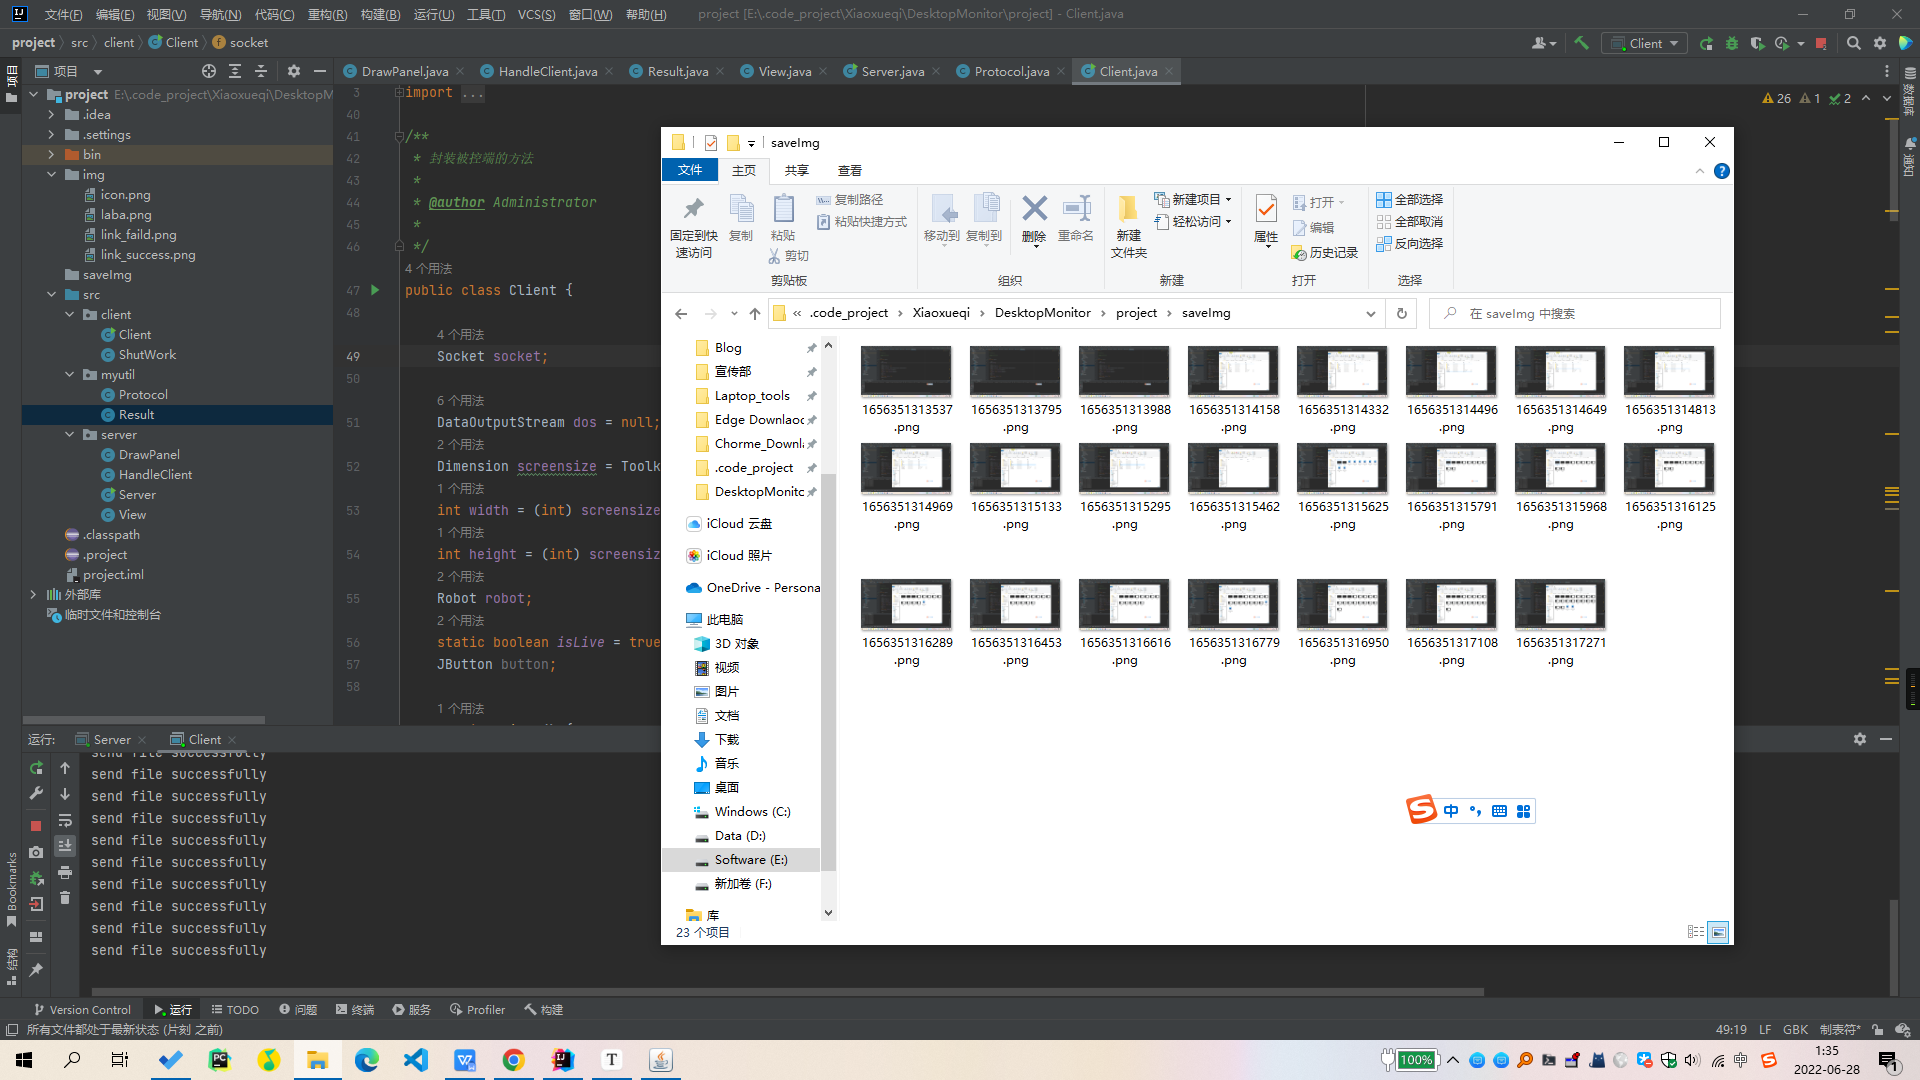 文件(F) 编辑(E) 视图(V) 导航(N) 代码(C) 重构(R) 构建(B) 运行(U) 工具(T) VCS(S) 窗口(W) 帮助(H) project [E:\.code_project\Xiaoxueqi\DesktopMonitor\project] - Client.java
project src client Client socket
Client
项目
DrawPanel.java HandleClient.java Result.java View.java Server.java Protocol.java Client.java
项目
数据库
通知
Bookmarks
结构
project E:\.code_project\Xiaoxueqi\DesktopM
.idea
.settings
bin
img
icon.png
laba.png
link_faild.png
link_success.png
saveImg
src
client
Client
ShutWork
myutil
Protocol
Result
server
DrawPanel
HandleClient
Server
View
.classpath
.project
project.iml
外部库
临时文件和控制台
26 1 2
3 import ...
40
41 /**
42 * 封装被控端的方法
43 *
44 * @author Administrator
45 *
46 */
4 个用法
47 public class Client {
48
4 个用法
49 Socket socket;
50
6 个用法
51 DataOutputStream dos = null;
2 个用法
52 Dimension screensize = Toolk
1 个用法
53 int width = (int) screensize
1 个用法
54 int height = (int) screensiz
2 个用法
55 Robot robot;
2 个用法
56 static boolean isLive = true
57 JButton button;
58
1 个用法
saveImg
文件 主页 共享 查看
固定到快速访问
复制
粘贴
复制路径
粘贴快捷方式
剪切
剪贴板
移动到
复制到
删除
重命名
组织
新建文件夹
新建项目
轻松访问
新建
属性
打开
编辑
历史记录
打开
全部选择
全部取消
反向选择
选择
« .code_project › Xiaoxueqi › DesktopMonitor › project › saveImg
在 saveImg 中搜索
Blog
宣传部
Laptop_tools
Edge Downlaoc
Chorme_Downl
.code_project
DesktopMonitc
iCloud 云盘
iCloud 照片
OneDrive - Persona
此电脑
3D 对象
视频
图片
文档
下载
音乐
桌面
Windows (C:)
Data (D:)
Software (E:)
新加卷 (F:)
库
1656351313537.png 1656351313795.png 1656351313988.png 1656351314158.png 1656351314332.png 1656351314496.png 1656351314649.png 1656351314813.png
1656351314969.png 1656351315133.png 1656351315295.png 1656351315462.png 1656351315625.png 1656351315791.png 1656351315968.png 1656351316125.png
1656351316289.png 1656351316453.png 1656351316616.png 1656351316779.png 1656351316950.png 1656351317108.png 1656351317271.png
23 个项目
中
运行: Server Client
send file successfully
send file successfully
send file successfully
send file successfully
send file successfully
send file successfully
send file successfully
send file successfully
send file successfully
send file successfully
Version Control 运行 TODO 问题 终端 服务 Profiler 构建
所有文件都处于最新状态 (片刻 之前)
49:19 LF GBK 制表符*
100%
中
1:35
2022-06-28
1